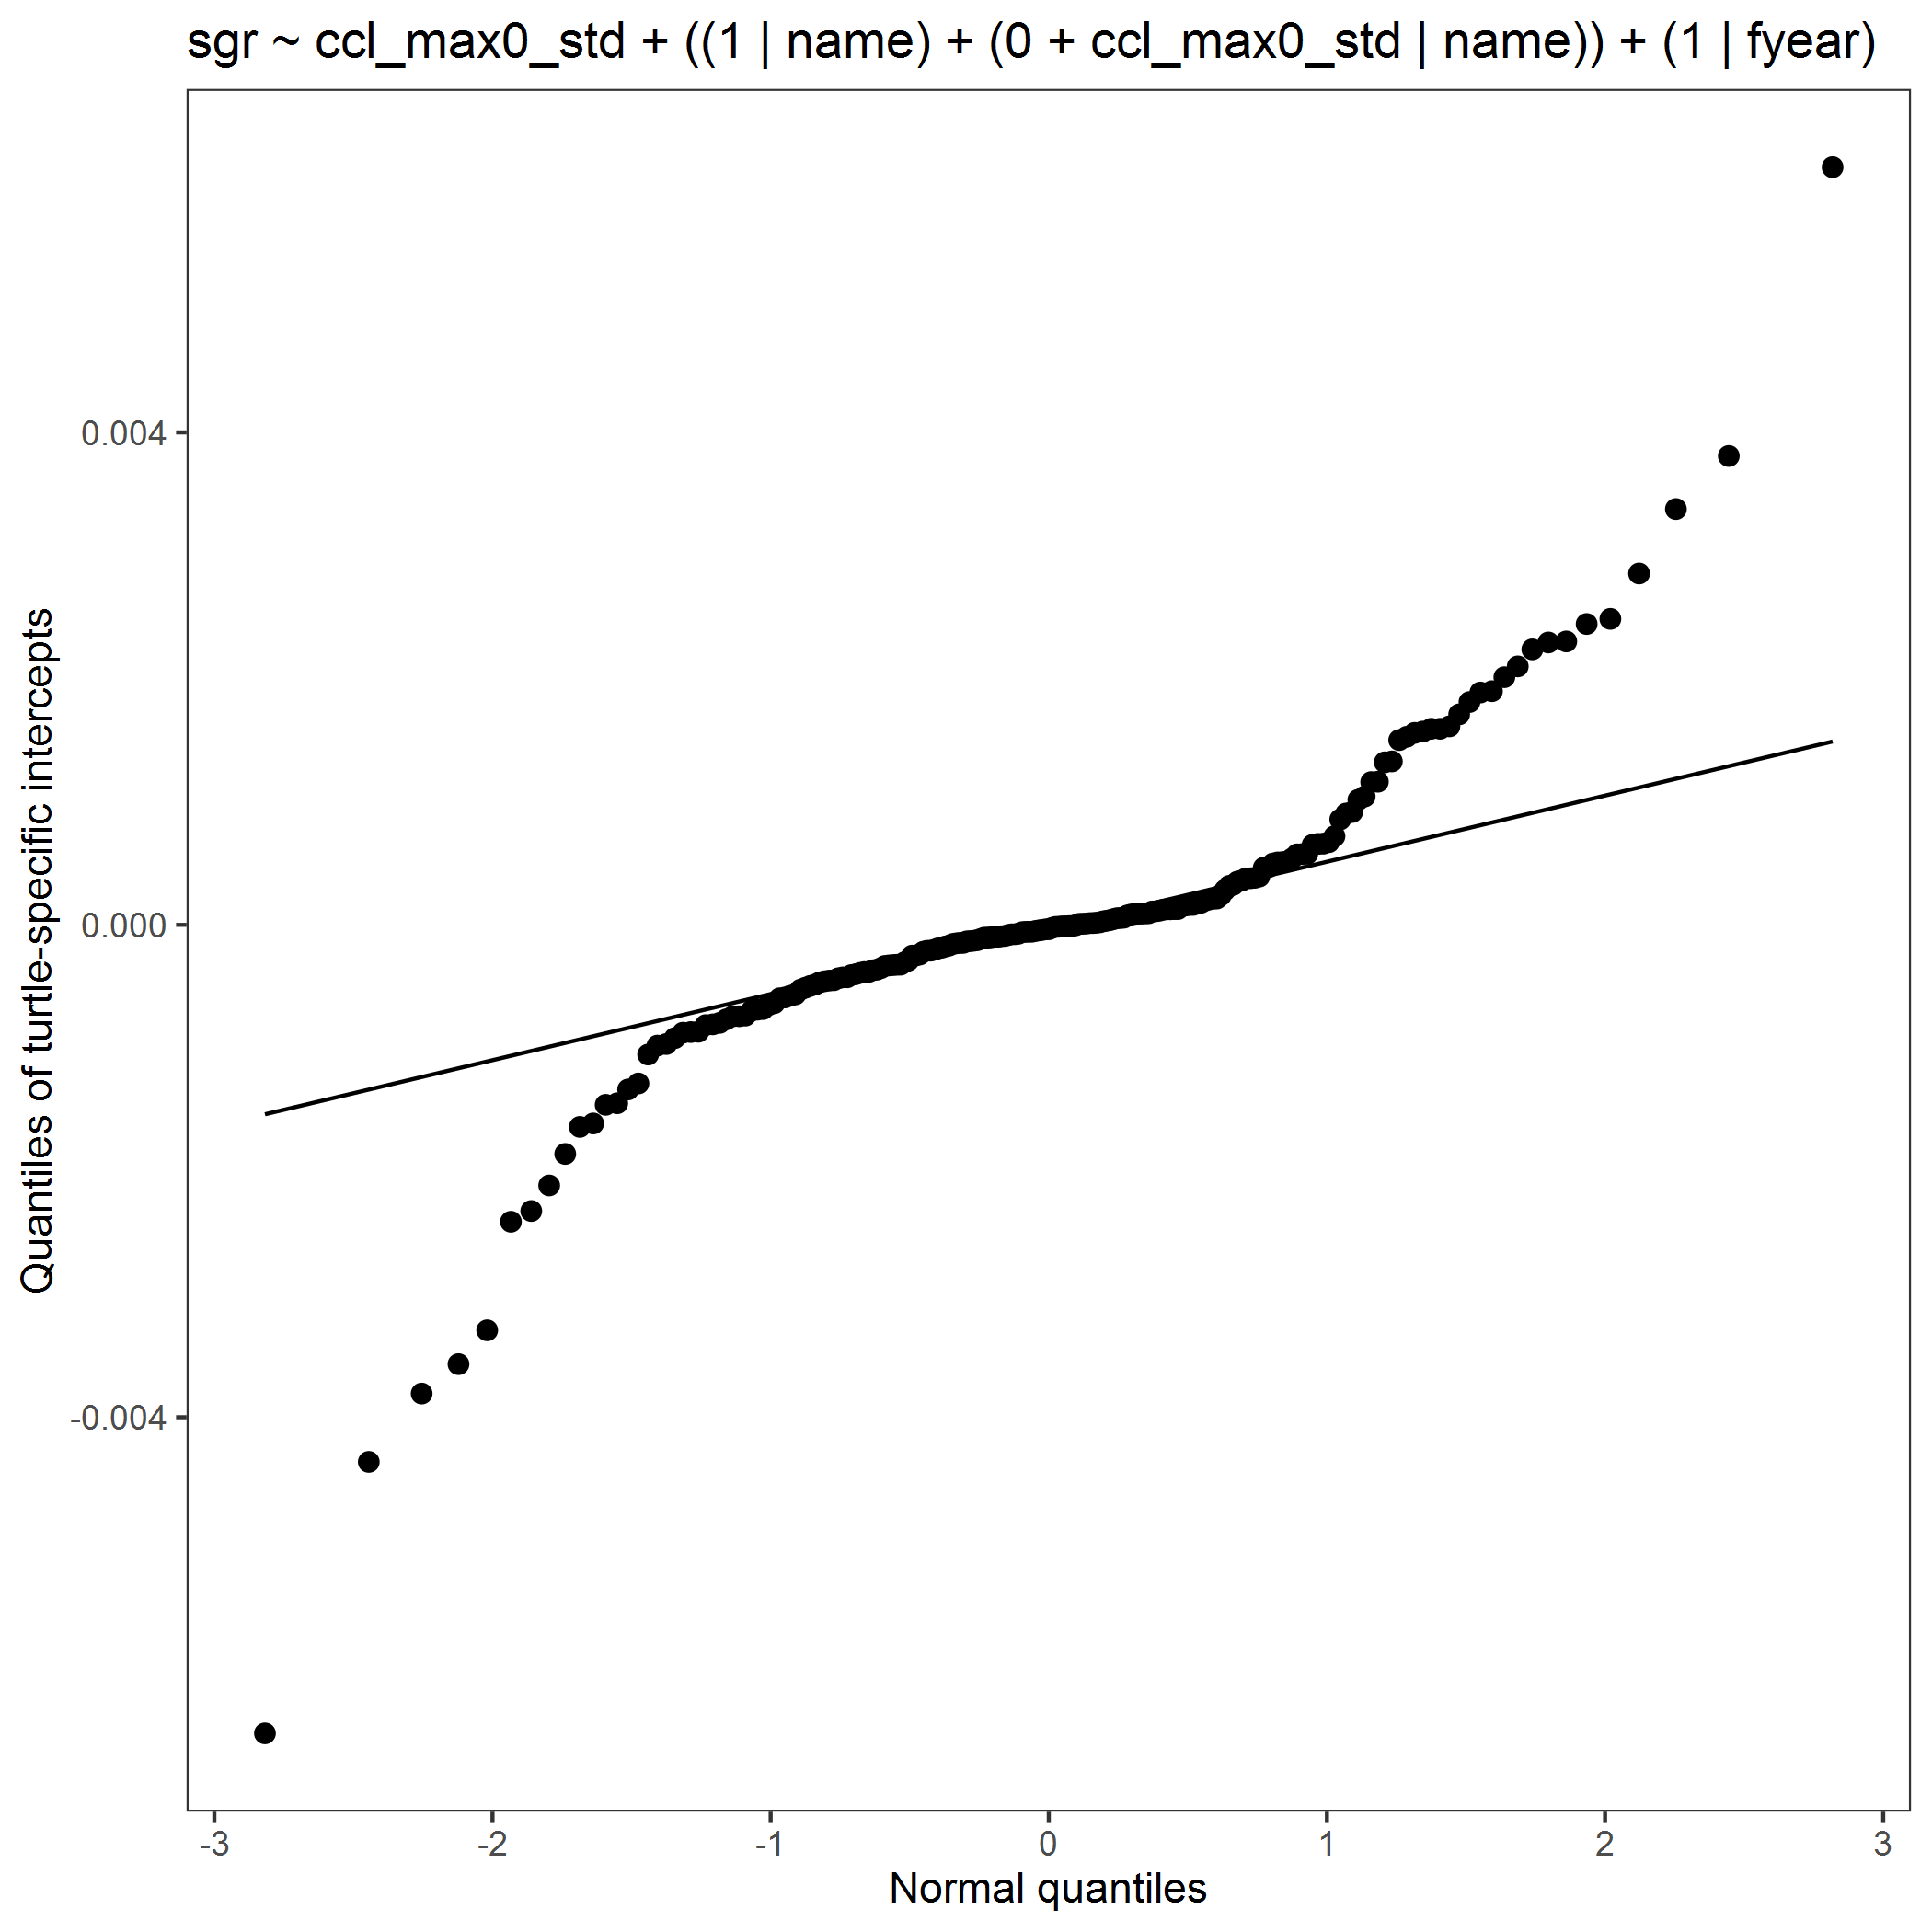 sgr ~ ccl_max0_std + ((1 | name) + (0 + ccl_max0_std | name)) + (1 | fyear)
Quantiles of turtle-specific intercepts
0.004
0.000
-0.004
-3 -2 -1 0 1 2 3
Normal quantiles